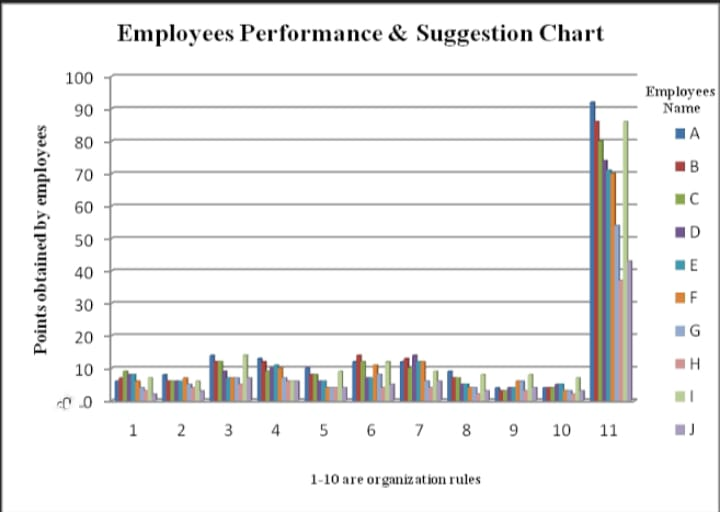 Employees Performance & Suggestion Chart
Points obtained by employees
100
90
80
70
60
50
40
30
20
10
0
1 2 3 4 5 6 7 8 9 10 11
1-10 are organization rules
Employees
Name
A
B
C
D
E
F
G
H
I
J